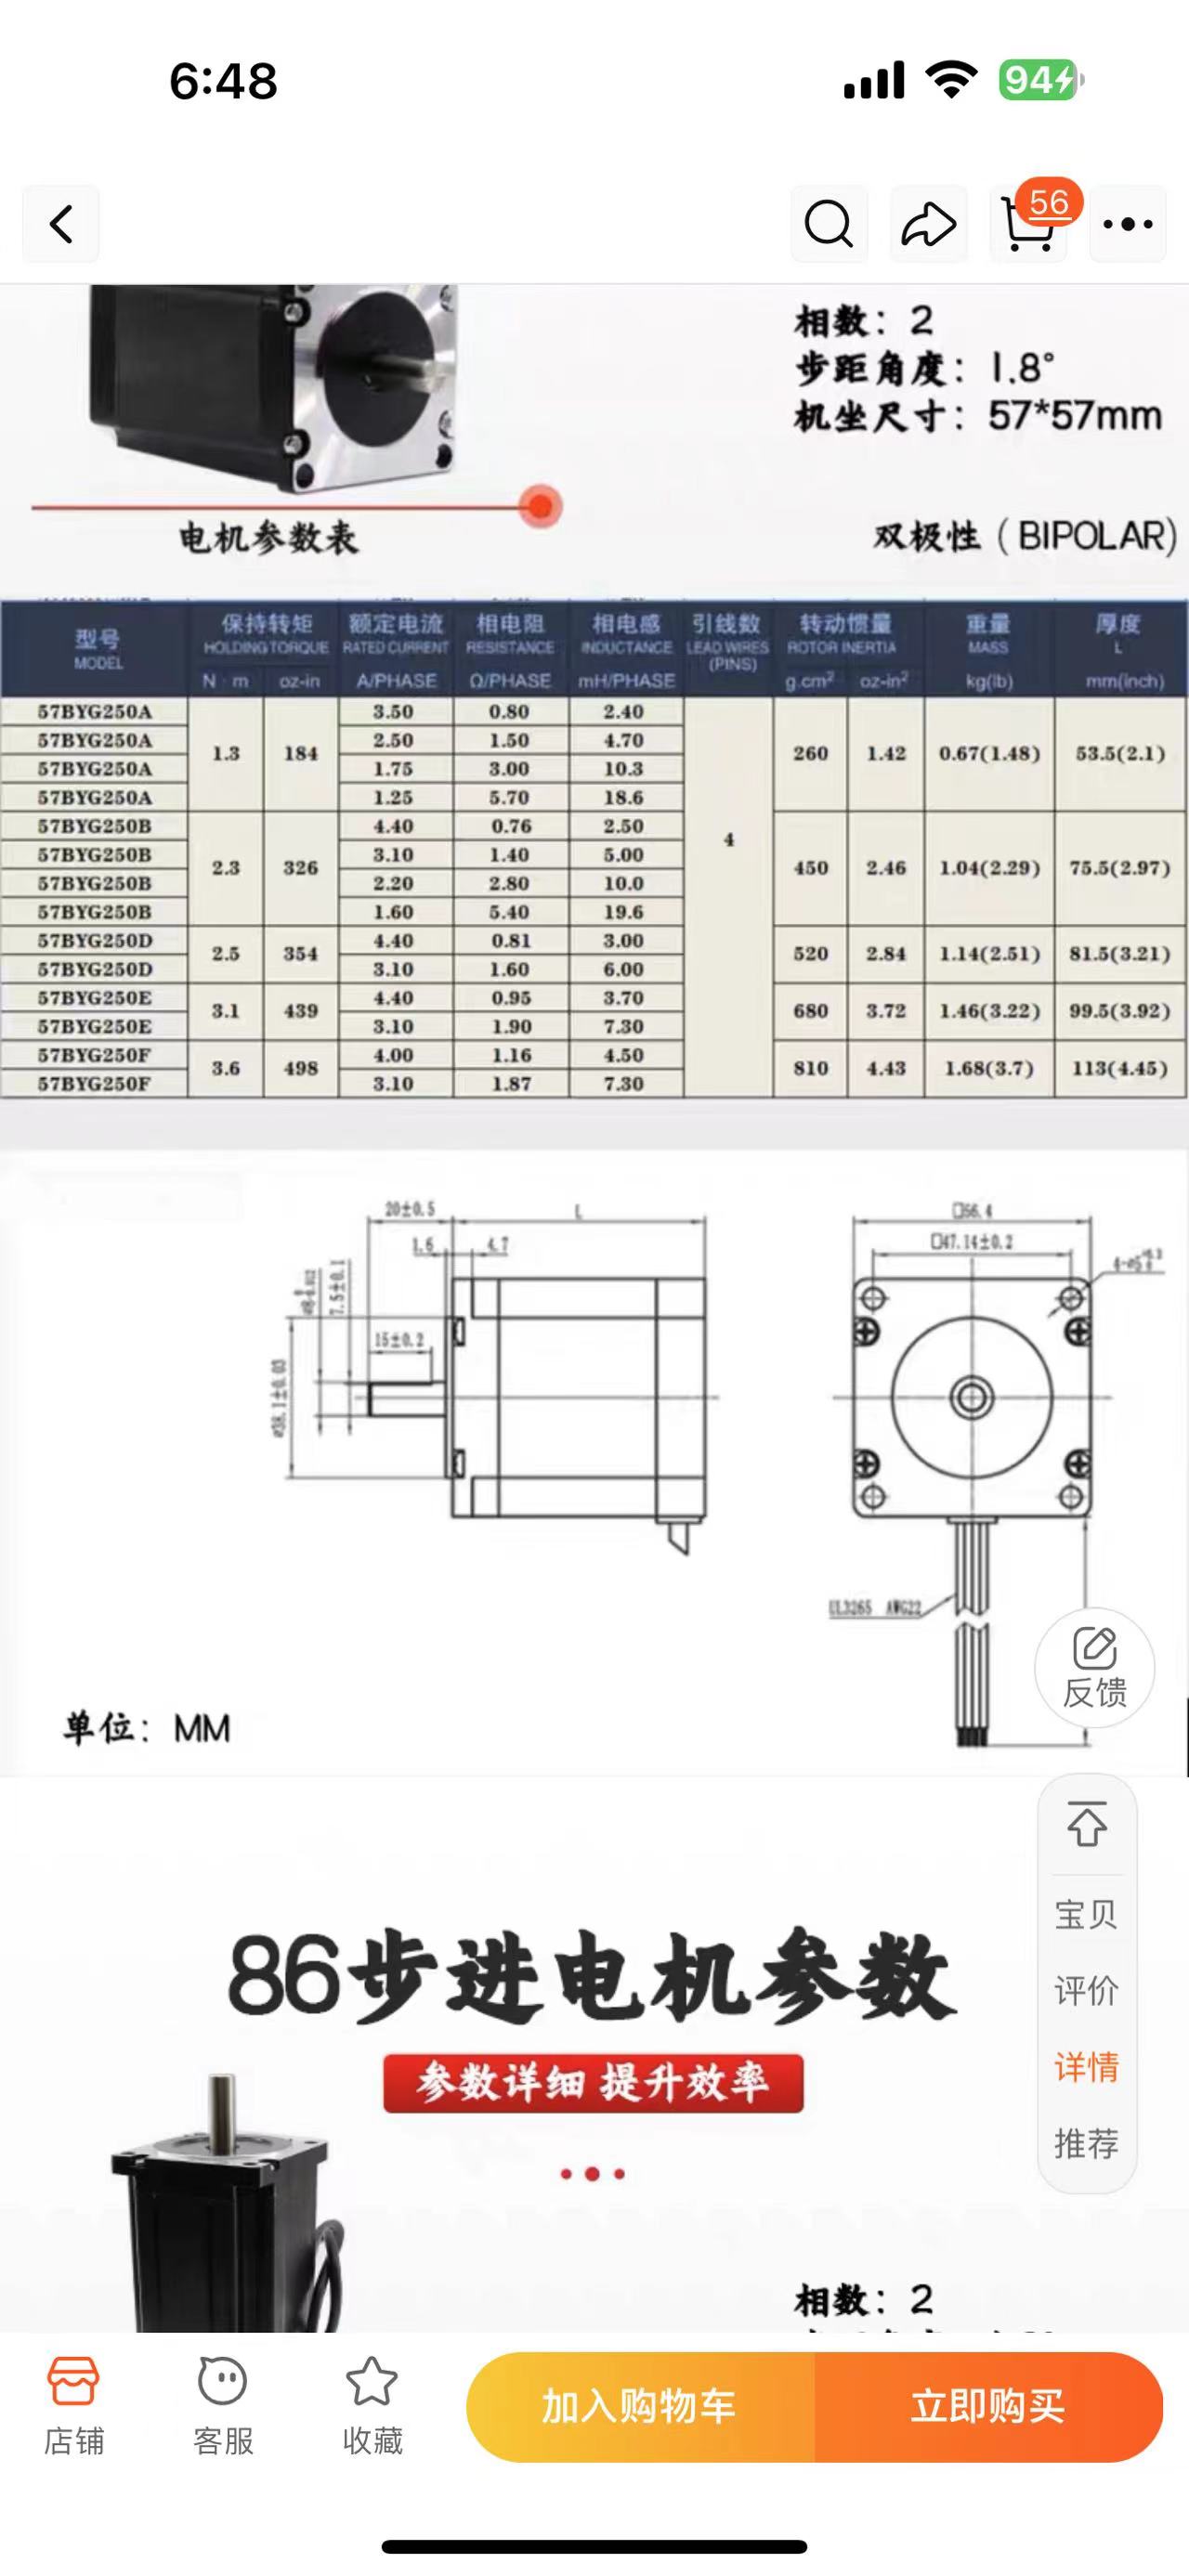 6:48
94
56
相数：2
步距角度：1.8°
机坐尺寸：57*57mm
电机参数表
双极性（BIPOLAR）
型号 保持转矩 额定电流 相电阻 相电感 引线数 转动惯量 重量 厚度
MODEL HOLDING TORQUE RATED CURRENT RESISTANCE INDUCTANCE LEAD WIRES (PINS) ROTOR INERTIA MASS L
N·m oz-in A/PHASE Ω/PHASE mH/PHASE g.cm² oz-in² kg(lb) mm(inch)
57BYG250A 3.50 0.80 2.40
57BYG250A 2.50 1.50 4.70
1.3 184 260 1.42 0.67(1.48) 53.5(2.1)
57BYG250A 1.75 3.00 10.3
57BYG250A 1.25 5.70 18.6
57BYG250B 4.40 0.76 2.50
4
57BYG250B 3.10 1.40 5.00
2.3 326 450 2.46 1.04(2.29) 75.5(2.97)
57BYG250B 2.20 2.80 10.0
57BYG250B 1.60 5.40 19.6
57BYG250D 4.40 0.81 3.00
2.5 354 520 2.84 1.14(2.51) 81.5(3.21)
57BYG250D 3.10 1.60 6.00
57BYG250E 4.40 0.95 3.70
3.1 439 680 3.72 1.46(3.22) 99.5(3.92)
57BYG250E 3.10 1.90 7.30
57BYG250F 4.00 1.16 4.50
3.6 498 810 4.43 1.68(3.7) 113(4.45)
57BYG250F 3.10 1.87 7.30
20±0.5 L □56.4
1.6 4.7 □47.14±0.2
7.5±0.1
15±0.2
ø38.1±0.03
UL3265 AWG22
反馈
单位：MM
宝贝
86步进电机参数
评价
参数详细 提升效率
详情
推荐
相数：2
店铺
客服
收藏
加入购物车
立即购买